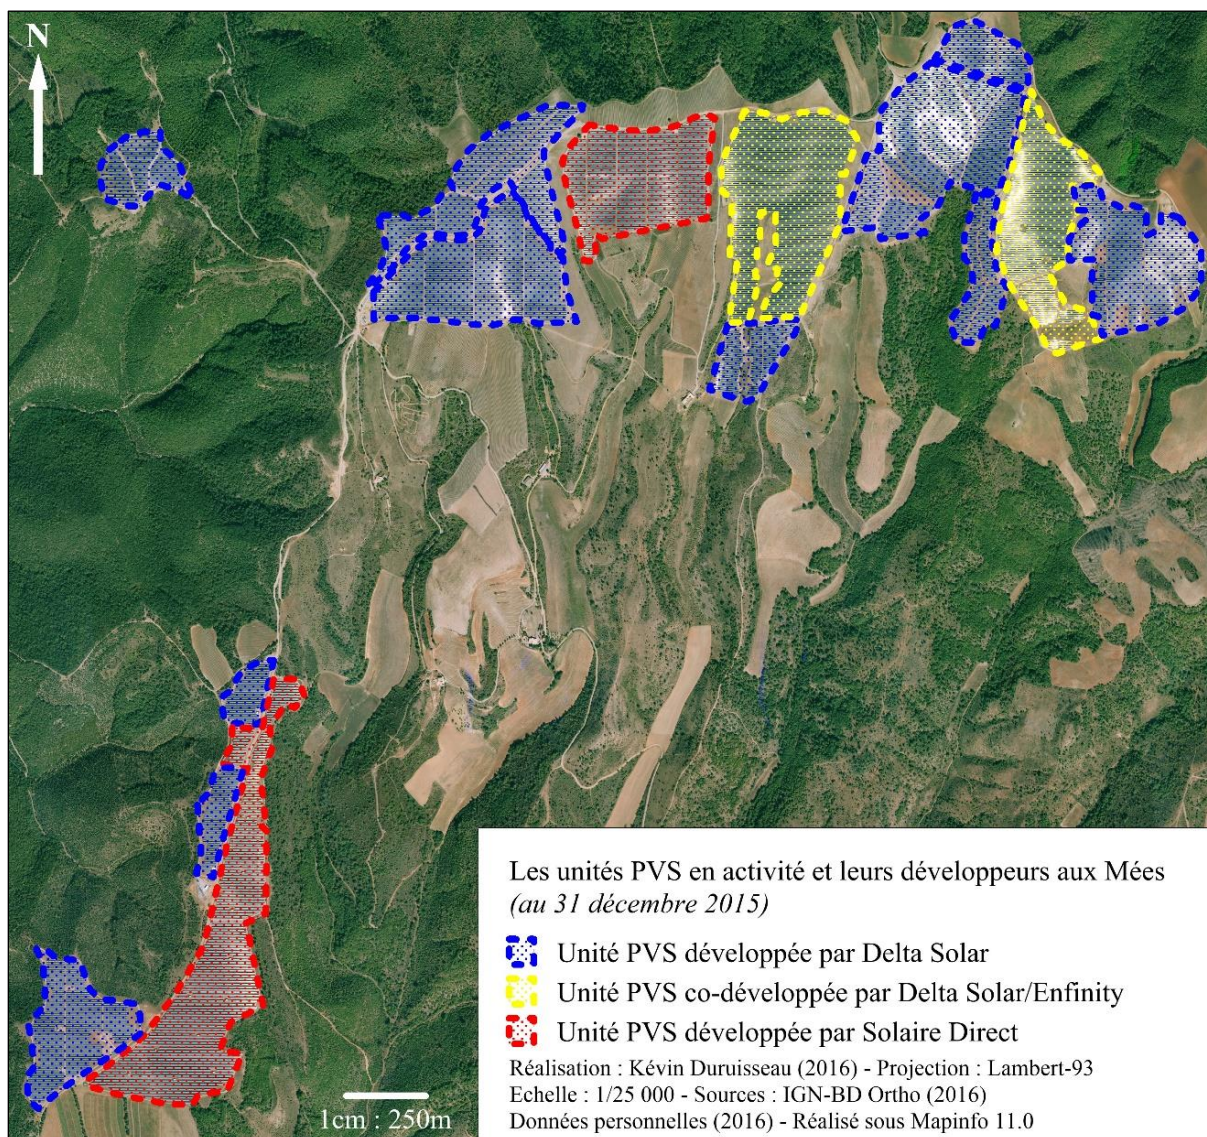 N
Les unités PVS en activité et leurs développeurs aux Mées
(au 31 décembre 2015)
Unité PVS développée par Delta Solar
Unité PVS co-développée par Delta Solar/Enfinity
Unité PVS développée par Solaire Direct
Réalisation : Kévin Duruisseau (2016) - Projection : Lambert-93
Echelle : 1/25 000 - Sources : IGN-BD Ortho (2016)
Données personnelles (2016) - Réalisé sous Mapinfo 11.0
1cm : 250m